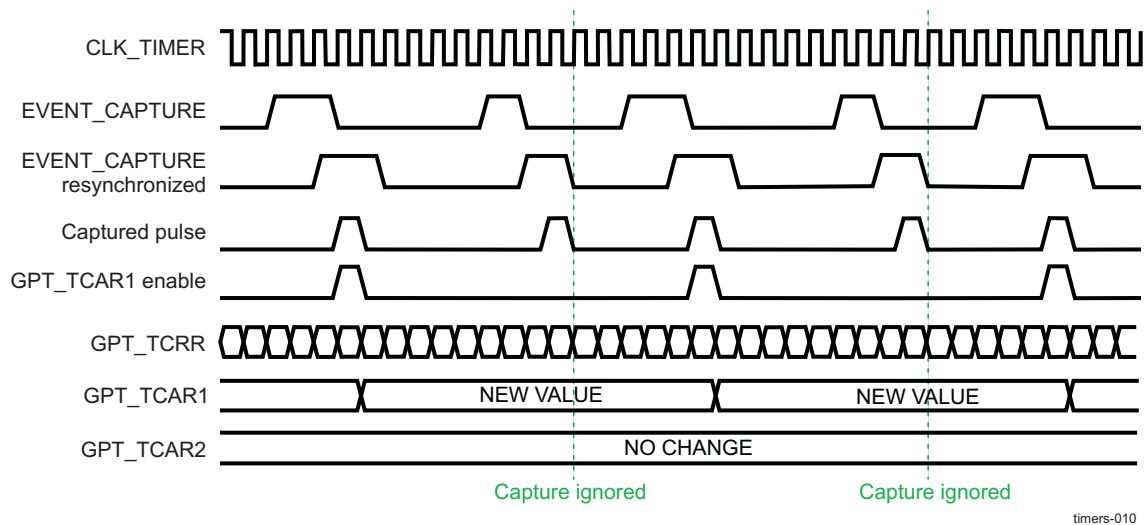 CLK_TIMER
EVENT_CAPTURE
EVENT_CAPTURE
resynchronized
Captured pulse
GPT_TCAR1 enable
GPT_TCRR
GPT_TCAR1
NEW VALUE
NEW VALUE
GPT_TCAR2
NO CHANGE
Capture ignored
Capture ignored
timers-010